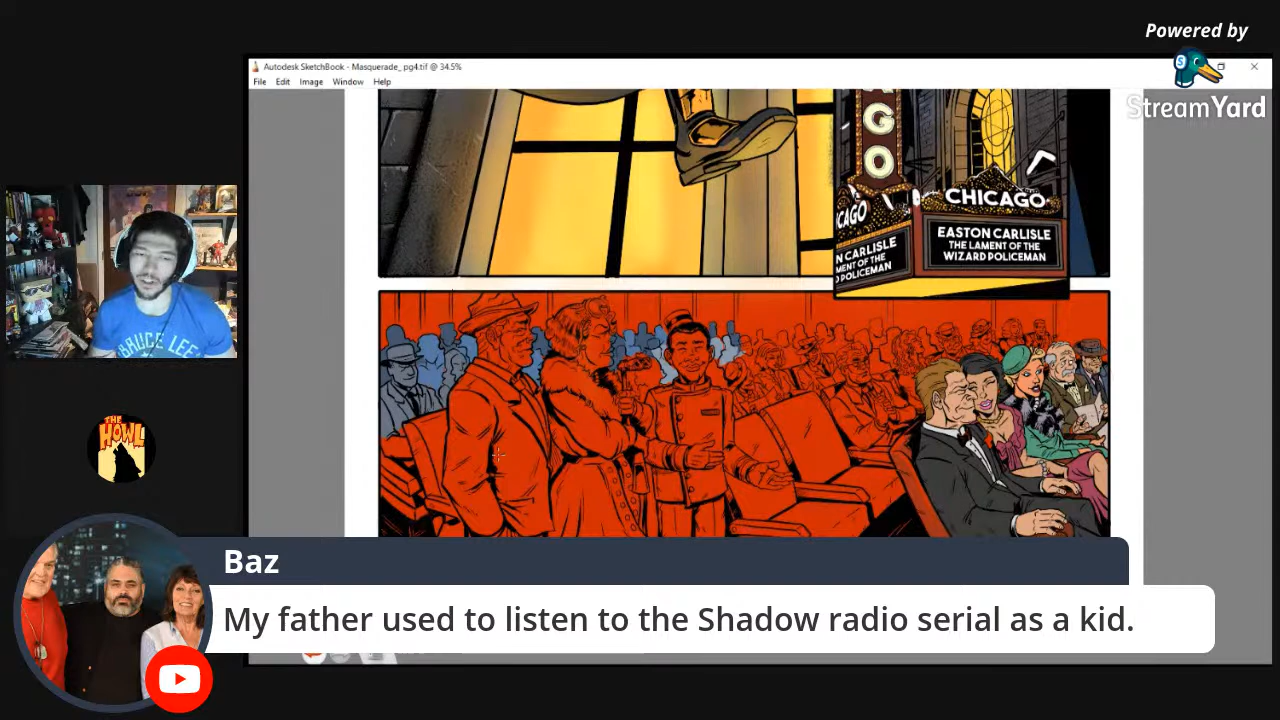 Powered by
StreamYard
Autodesk SketchBook - Masquerade_ pg4.tif @ 34.5%
File Edit Image Window Help
GO
CHICAGO
EASTON CARLISLE
THE LAMENT OF THE
WIZARD POLICEMAN
CAGO
N CARLISLE
MENT OF THE
D POLICEMAN
BRUCE LEE
THE
HOWL
Baz
My father used to listen to the Shadow radio serial as a kid.